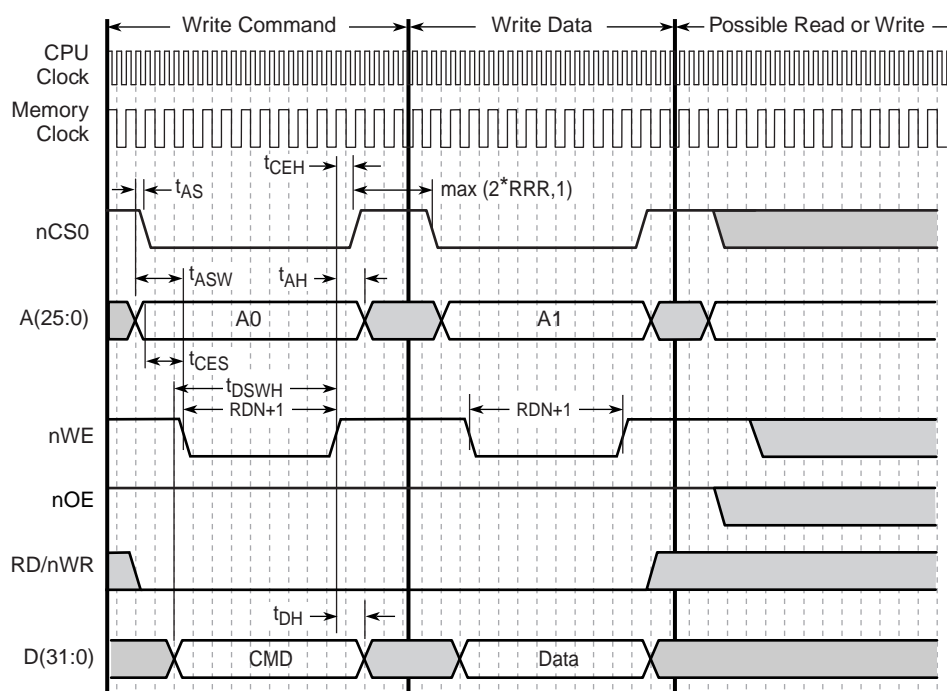 Write Command
Write Data
Possible Read or Write
CPU
Clock
Memory
Clock
tCEH
tAS
max (2*RRR,1)
nCS0
tASW
tAH
A(25:0)
A0
A1
tCES
tDSWH
RDN+1
RDN+1
nWE
nOE
RD/nWR
tDH
D(31:0)
CMD
Data